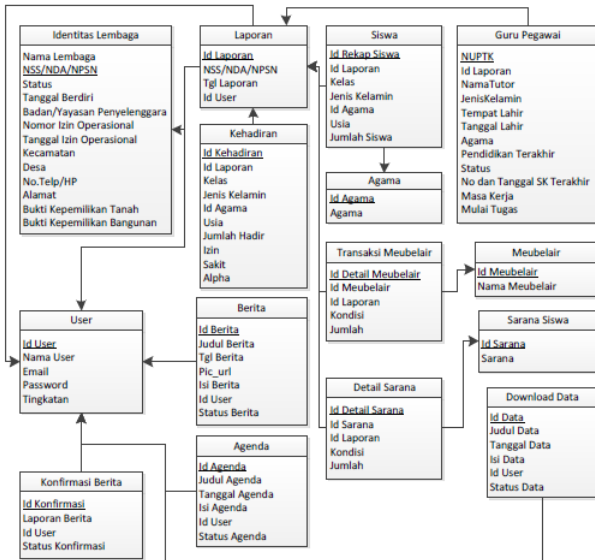 Identitas Lembaga
Nama Lembaga
NSS/NDA/NPSN
Status
Tanggal Berdiri
Badan/Yayasan Penyelenggara
Nomor Izin Operasional
Tanggal Izin Operasional
Kecamatan
Desa
No.Telp/HP
Alamat
Bukti Kepemilikan Tanah
Bukti Kepemilikan Bangunan
Laporan
Id Laporan
NSS/NDA/NPSN
Tgl Laporan
Id User
Siswa
Id Rekap Siswa
Id Laporan
Kelas
Jenis Kelamin
Id Agama
Usia
Jumlah Siswa
Guru Pegawai
NUPTK
Id Laporan
NamaTutor
JenisKelamin
Tempat Lahir
Tanggal Lahir
Agama
Pendidikan Terakhir
Status
No dan Tanggal SK Terakhir
Masa Kerja
Mulai Tugas
Kehadiran
Id Kehadiran
Id Laporan
Kelas
Jenis Kelamin
Id Agama
Usia
Jumlah Hadir
Izin
Sakit
Alpha
Agama
Id Agama
Agama
Transaksi Meubelair
Id Detail Meubelair
Id Meubelair
Id Laporan
Kondisi
Jumlah
Meubelair
Id Meubelair
Nama Meubelair
User
Id User
Nama User
Email
Password
Tingkatan
Berita
Id Berita
Judul Berita
Tgl Berita
Pic_url
Isi Berita
Id User
Status Berita
Sarana Siswa
Id Sarana
Sarana
Detail Sarana
Id Detail Sarana
Id Sarana
Id Laporan
Kondisi
Jumlah
Download Data
Id Data
Judul Data
Tanggal Data
Isi Data
Id User
Status Data
Konfirmasi Berita
Id Konfirmasi
Laporan Berita
Id User
Status Konfirmasi
Agenda
Id Agenda
Judul Agenda
Tanggal Agenda
Isi Agenda
Id User
Status Agenda